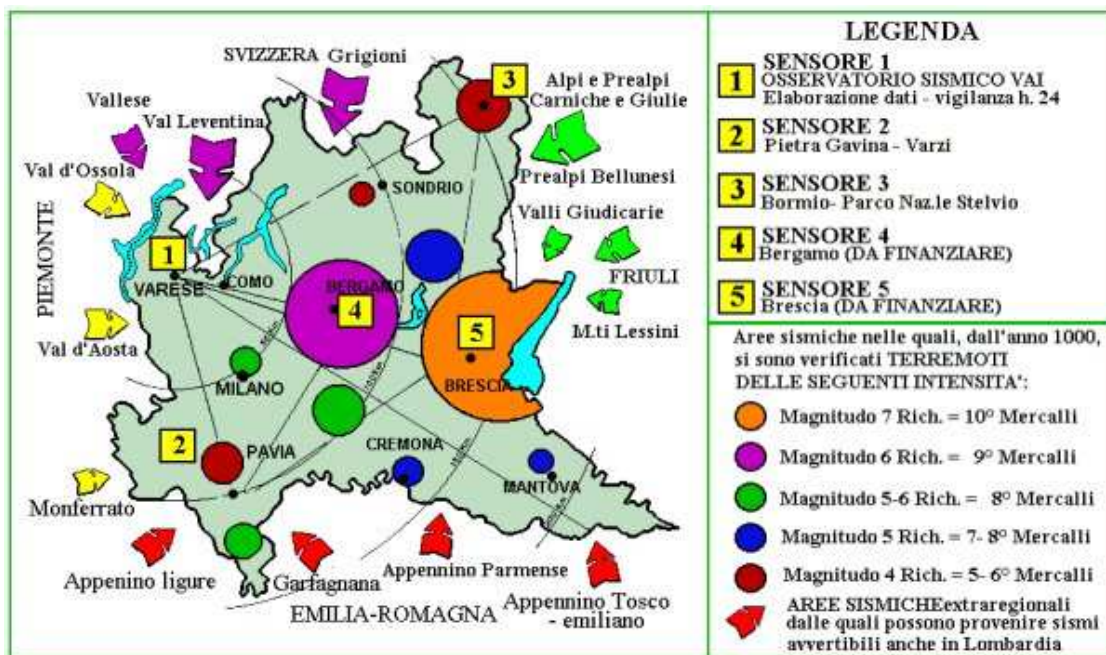 SVIZZERA Grigioni
3
Alpi e Prealpi
Carniche e Giulie
Vallese
Val Leventina
Val d'Ossola
SONDRIO
Prealpi Bellunesi
Valli Giudicarie
PIEMONTE
1
VARESE
COMO
BERGAMO
4
FRIULI
5
M.ti Lessini
Val d'Aosta
MILANO
BRESCIA
2
PAVIA
CREMONA
MANTOVA
Monferrato
Appenino ligure
Garfagnana
Appennino Parmense
EMILIA-ROMAGNA
Appennino Tosco
- emiliano
LEGENDA
1 SENSORE 1
OSSERVATORIO SISMICO VAI
Elaborazione dati - vigilanza h. 24
2 SENSORE 2
Pietra Gavina - Varzi
3 SENSORE 3
Bormio- Parco Naz.le Stelvio
4 SENSORE 4
Bergamo (DA FINANZIARE)
5 SENSORE 5
Brescia (DA FINANZIARE)
Aree sismiche nelle quali, dall'anno 1000,
si sono verificati TERREMOTI
DELLE SEGUENTI INTENSITA':
Magnitudo 7 Rich. = 10° Mercalli
Magnitudo 6 Rich. = 9° Mercalli
Magnitudo 5-6 Rich. = 8° Mercalli
Magnitudo 5 Rich. = 7- 8° Mercalli
Magnitudo 4 Rich. = 5- 6° Mercalli
AREE SISMICHE extraregionali
dalle quali possono provenire sismi
avvertibili anche in Lombardia